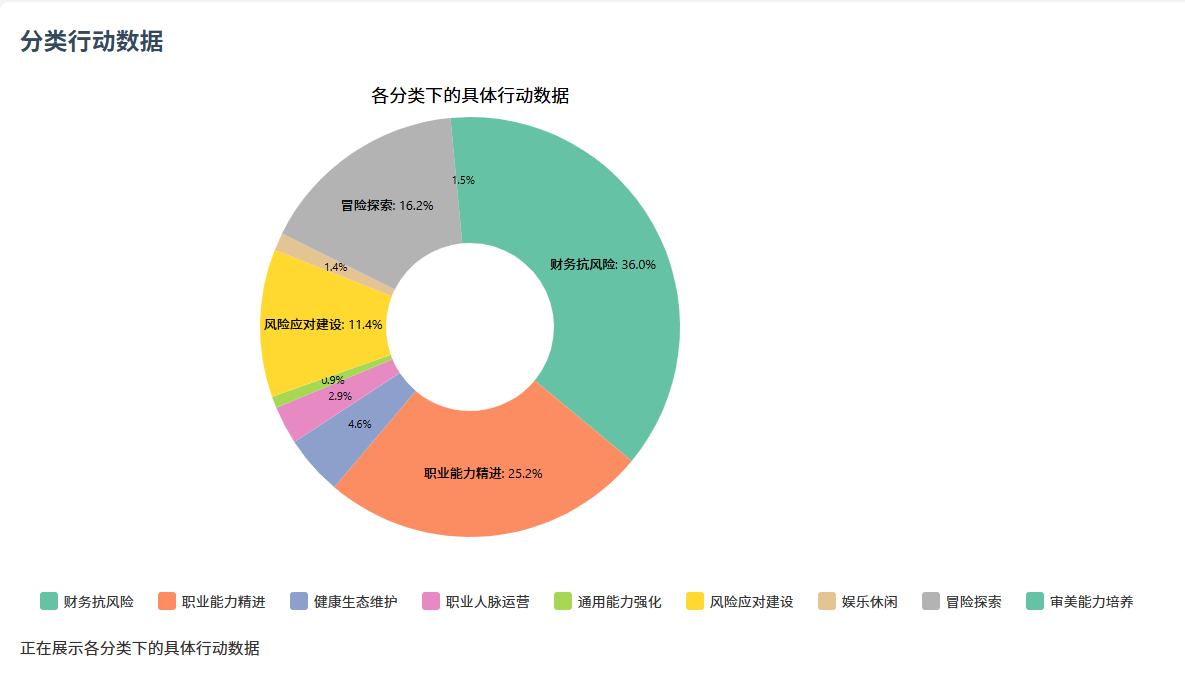 分类行动数据
各分类下的具体行动数据
1.5%
冒险探索: 16.2%
财务抗风险: 36.0%
1.4%
风险应对建设: 11.4%
0.9%
2.9%
4.6%
职业能力精进: 25.2%
财务抗风险 职业能力精进 健康生态维护 职业人脉运营 通用能力强化 风险应对建设 娱乐休闲 冒险探索 审美能力培养
正在展示各分类下的具体行动数据